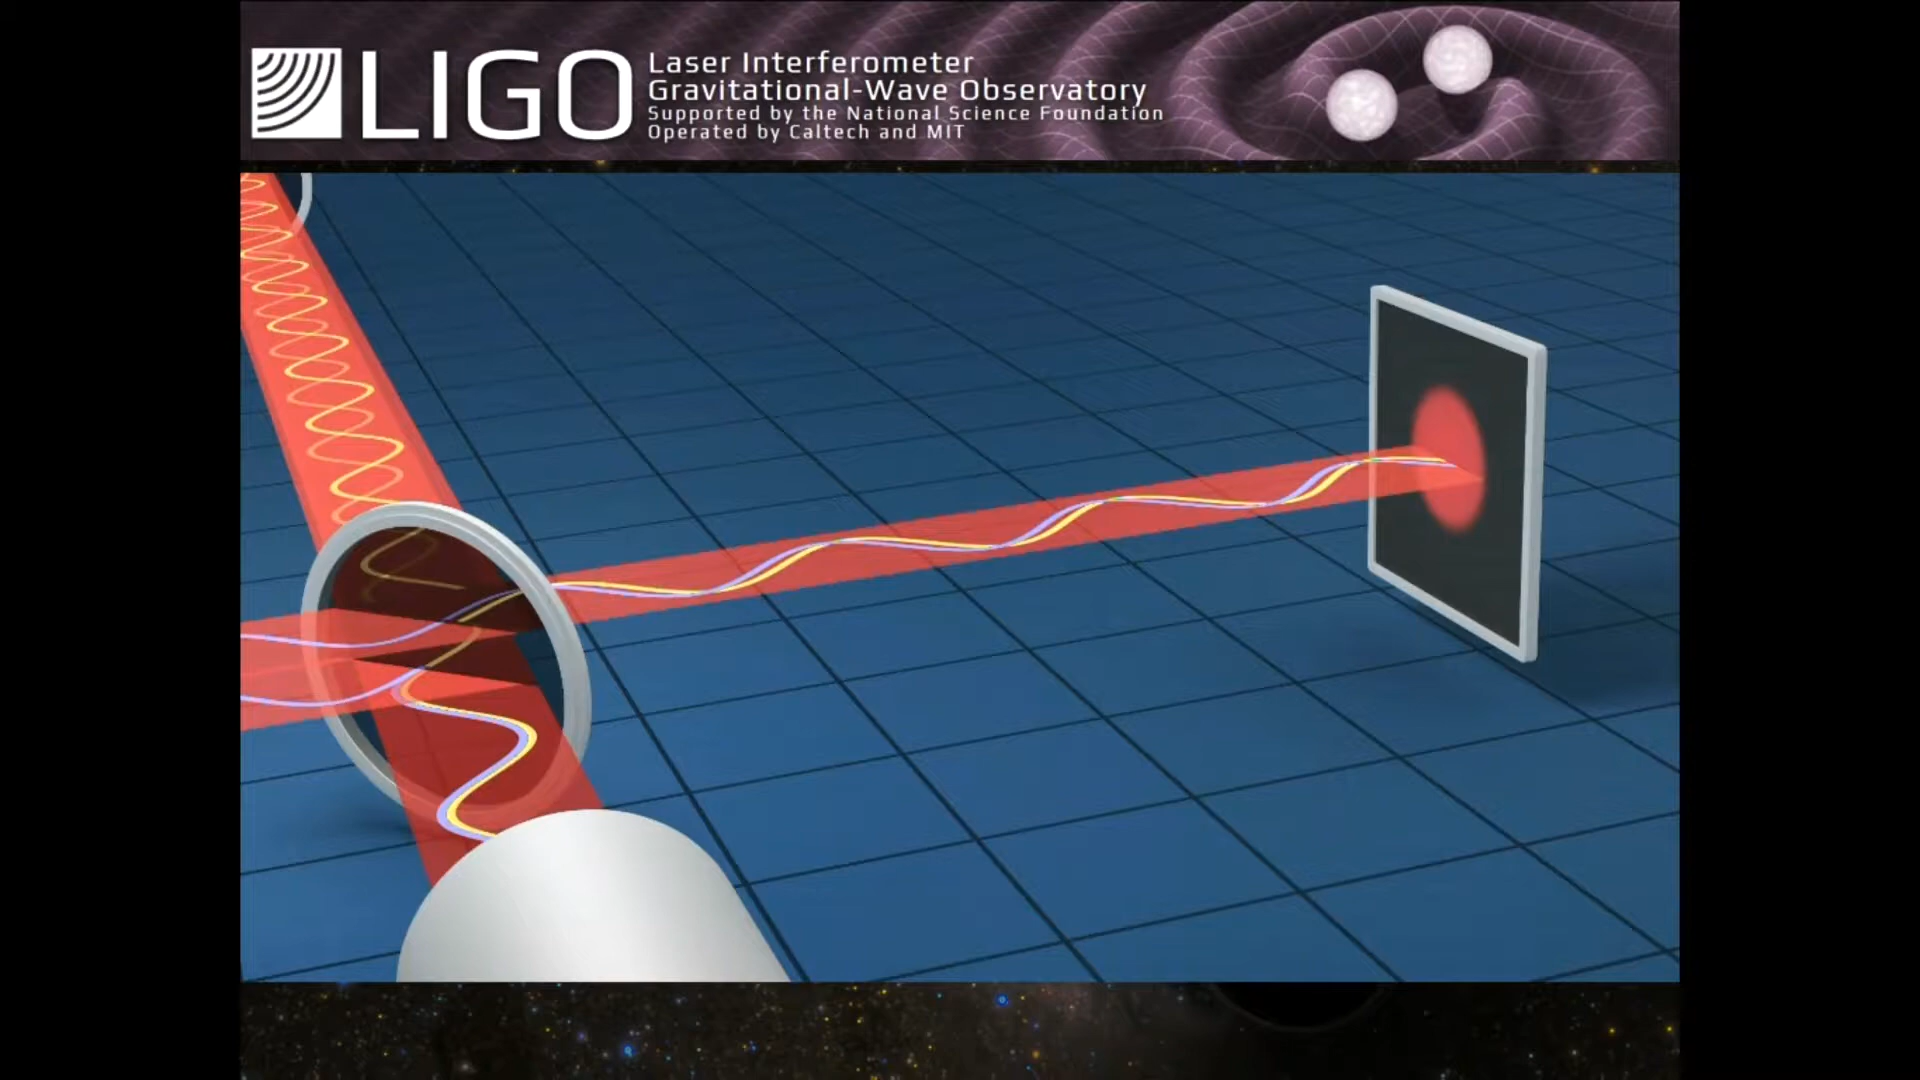 LIGO
Laser Interferometer
Gravitational-Wave Observatory
Supported by the National Science Foundation
Operated by Caltech and MIT